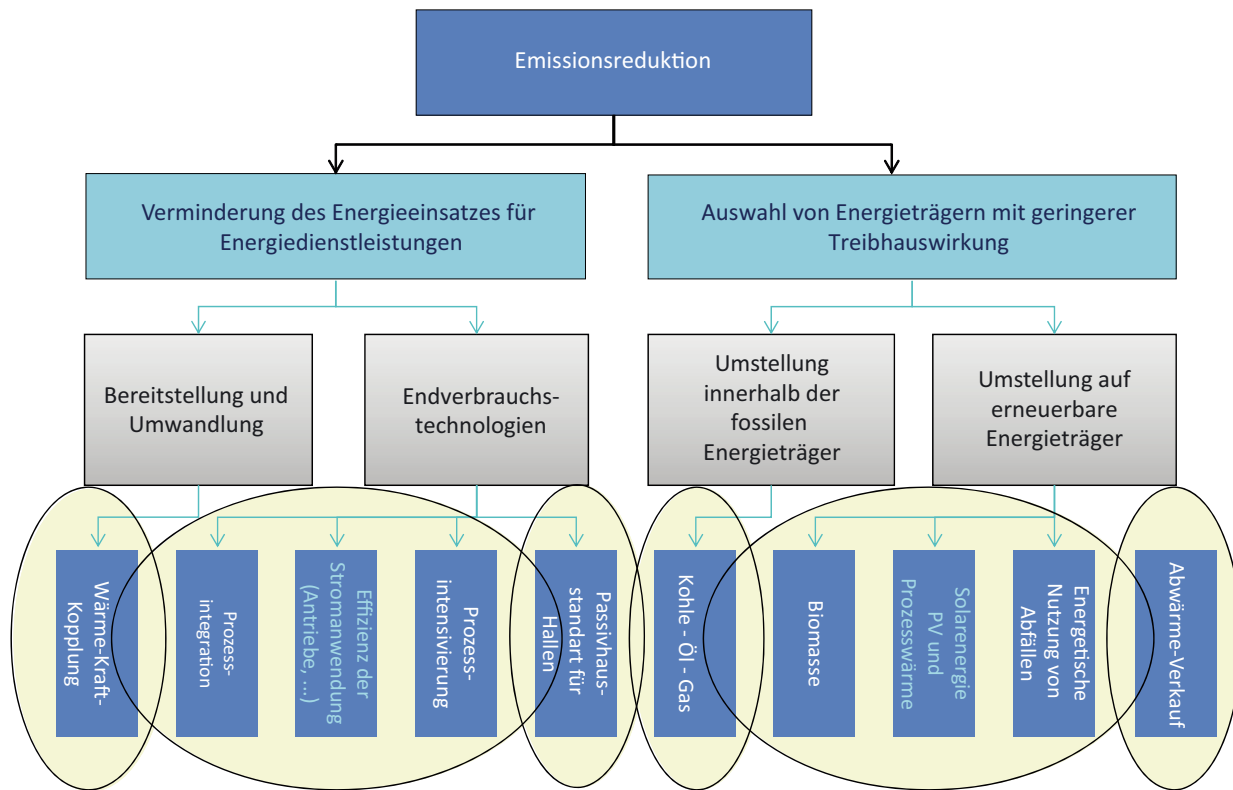 Emissionsreduktion
Verminderung des Energieeinsatzes für
Energiedienstleistungen
Auswahl von Energieträgern mit geringerer
Treibhauswirkung
Bereitstellung und
Umwandlung
Endverbrauchs-
technologien
Umstellung
innerhalb der
fossilen
Energieträger
Umstellung auf
erneuerbare
Energieträger
Wärme-Kraft-
Kopplung
Prozess-
integration
Effizienz der
Stromanwendung
(Antriebe, ...)
Prozess-
intensivierung
Passivhaus-
standart für
Hallen
Kohle - Öl - Gas
Biomasse
Solarenergie
PV und
Prozesswärme
Energetische
Nutzung von
Abfällen
Abwärme-Verkauf